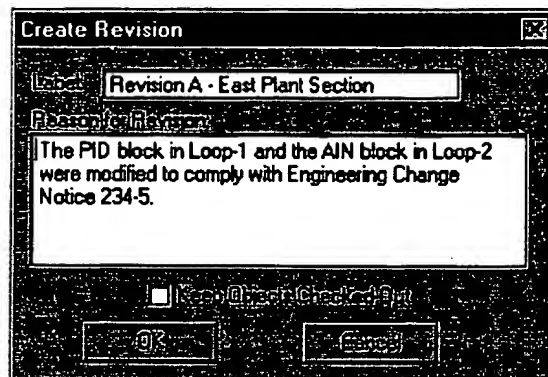 Create Revision
Label: Revision A - East Plant Section
Reason for Revision:
The PID block in Loop-1 and the AIN block in Loop-2
were modified to comply with Engineering Change
Notice 234-5.
Keep Objects Checked Out
OK Cancel